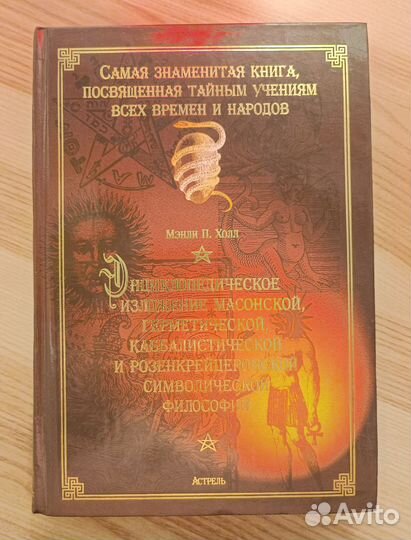 Самая знаменитая книга,
посвященная тайным учениям
всех времен и народов
Мэнли П. Холл
Энциклопедическое
изложение масонской,
герметической,
каббалистической
и розенкрейцеровской
символической
философии
Астрель
Avito